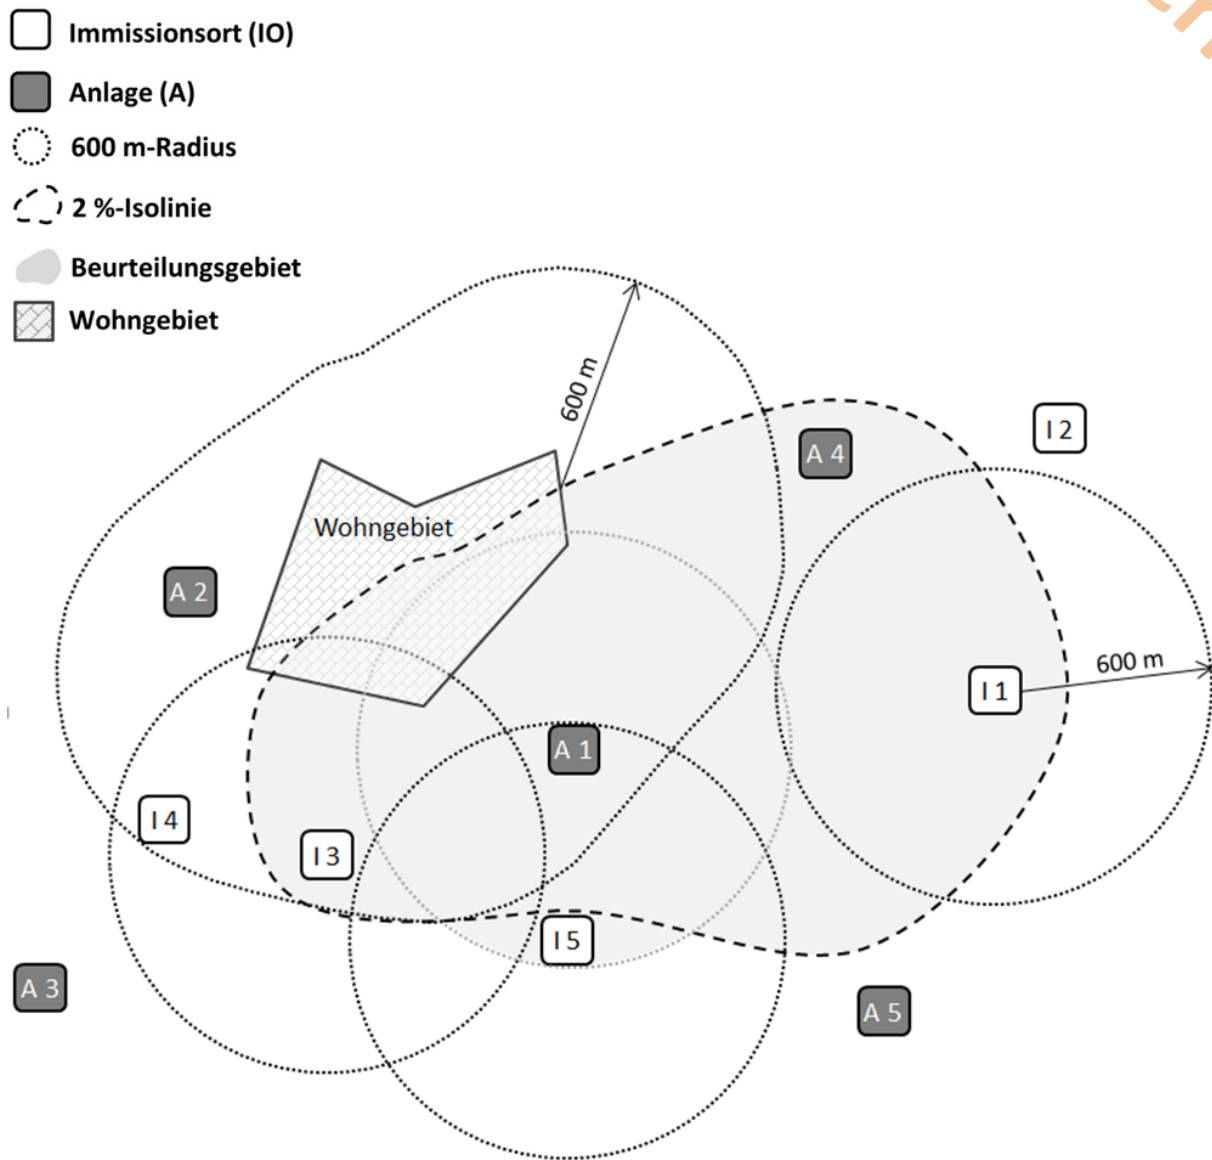 Immissionsort (IO)
Anlage (A)
600 m-Radius
2 %-Isolinie
Beurteilungsgebiet
Wohngebiet
600 m
I 2
A 4
Wohngebiet
A 2
600 m
I 1
A 1
I 4
I 3
I 5
A 3
A 5